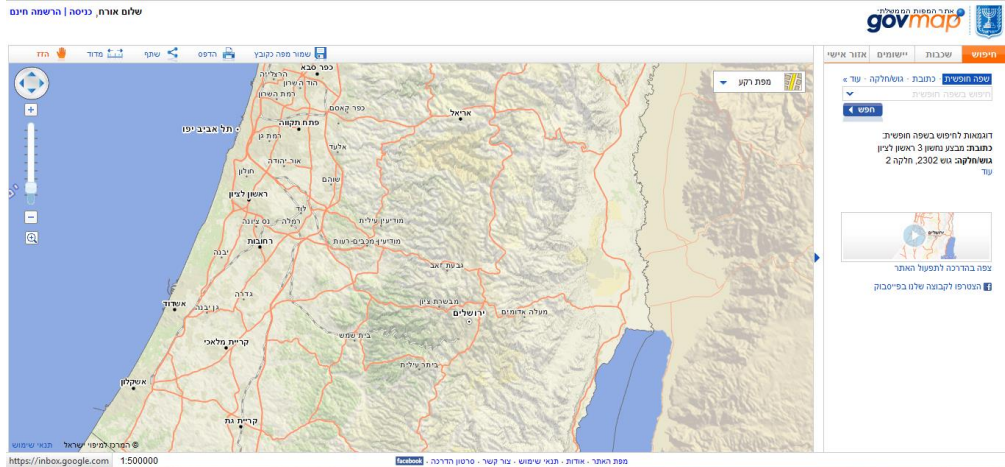 שלום אורח, כניסה | הרשמה חינם
אתר המפות הממשלתי
govmap
חיפוש
שכבות
יישומים
אזור אישי
שמור מפה כקובץ
הדפס
שתף
מדוד
הזז
שפה חופשית · כתובת · גוש/חלקה · עוד »
חיפוש בשפה חופשית
חפש
דוגמאות לחיפוש בשפה חופשית:
כתובת: מבצע נחשון 3 ראשון לציון
גוש/חלקה: גוש 2302, חלקה 2
עוד
ירושלים
צפה בהדרכה לתפעול האתר
הצטרפו לקבוצה שלנו בפייסבוק
מפת רקע
כפר סבא
הרצליה
הוד השרון
רמת השרון
כפר קאסם
אריאל
פתח תקווה
תל אביב יפו
רמת גן
אלעד
אור יהודה
חולון
שוהם
ראשון לציון
לוד
רמלה
נס ציונה
מודיעין עילית
רחובות
מודיעין מכבים-רעות
יבנה
גבעת זאב
גדרה
גן יבנה
אשדוד
מבשרת ציון
ירושלים
מעלה אדומים
בית שמש
קריית מלאכי
ביתר עילית
אשקלון
קריית גת
© המרכז למיפוי ישראל
תנאי שימוש
https://inbox.google.com
1:500000
מפת האתר · אודות · תנאי שימוש · צור קשר · סרטון הדרכה · facebook